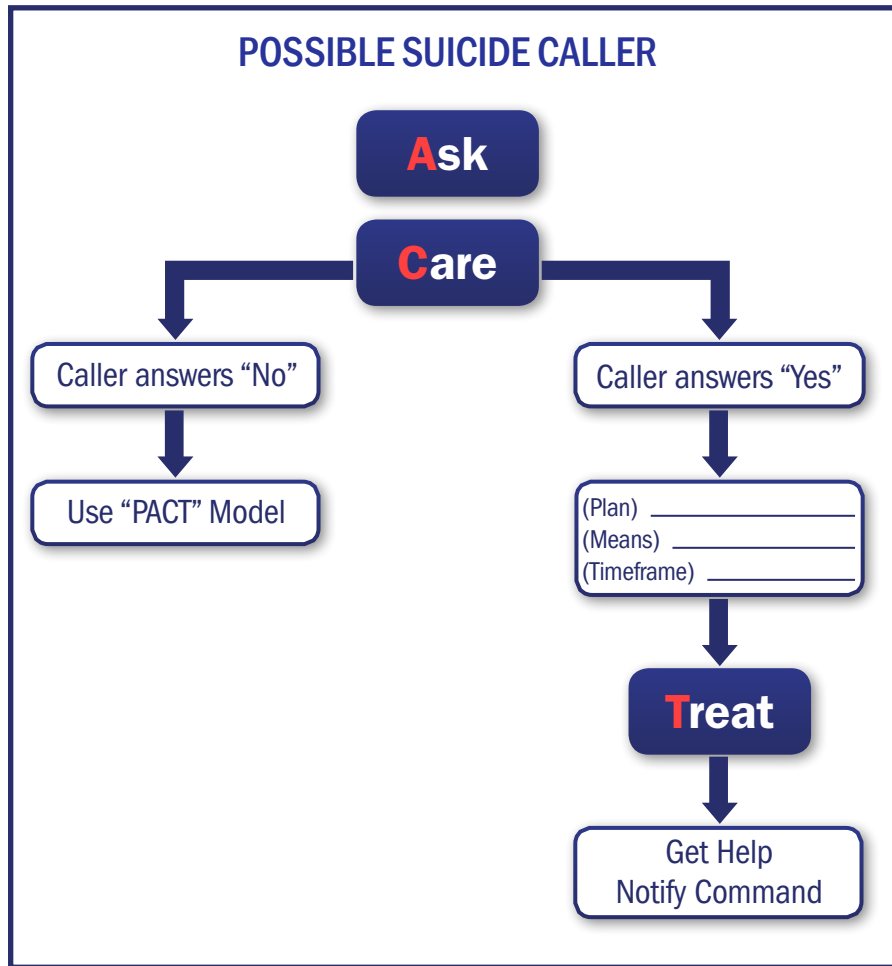 POSSIBLE SUICIDE CALLER
Ask
Care
Caller answers “No”
Caller answers “Yes”
Use “PACT” Model
(Plan)
(Means)
(Timeframe)
Treat
Get Help
Notify Command